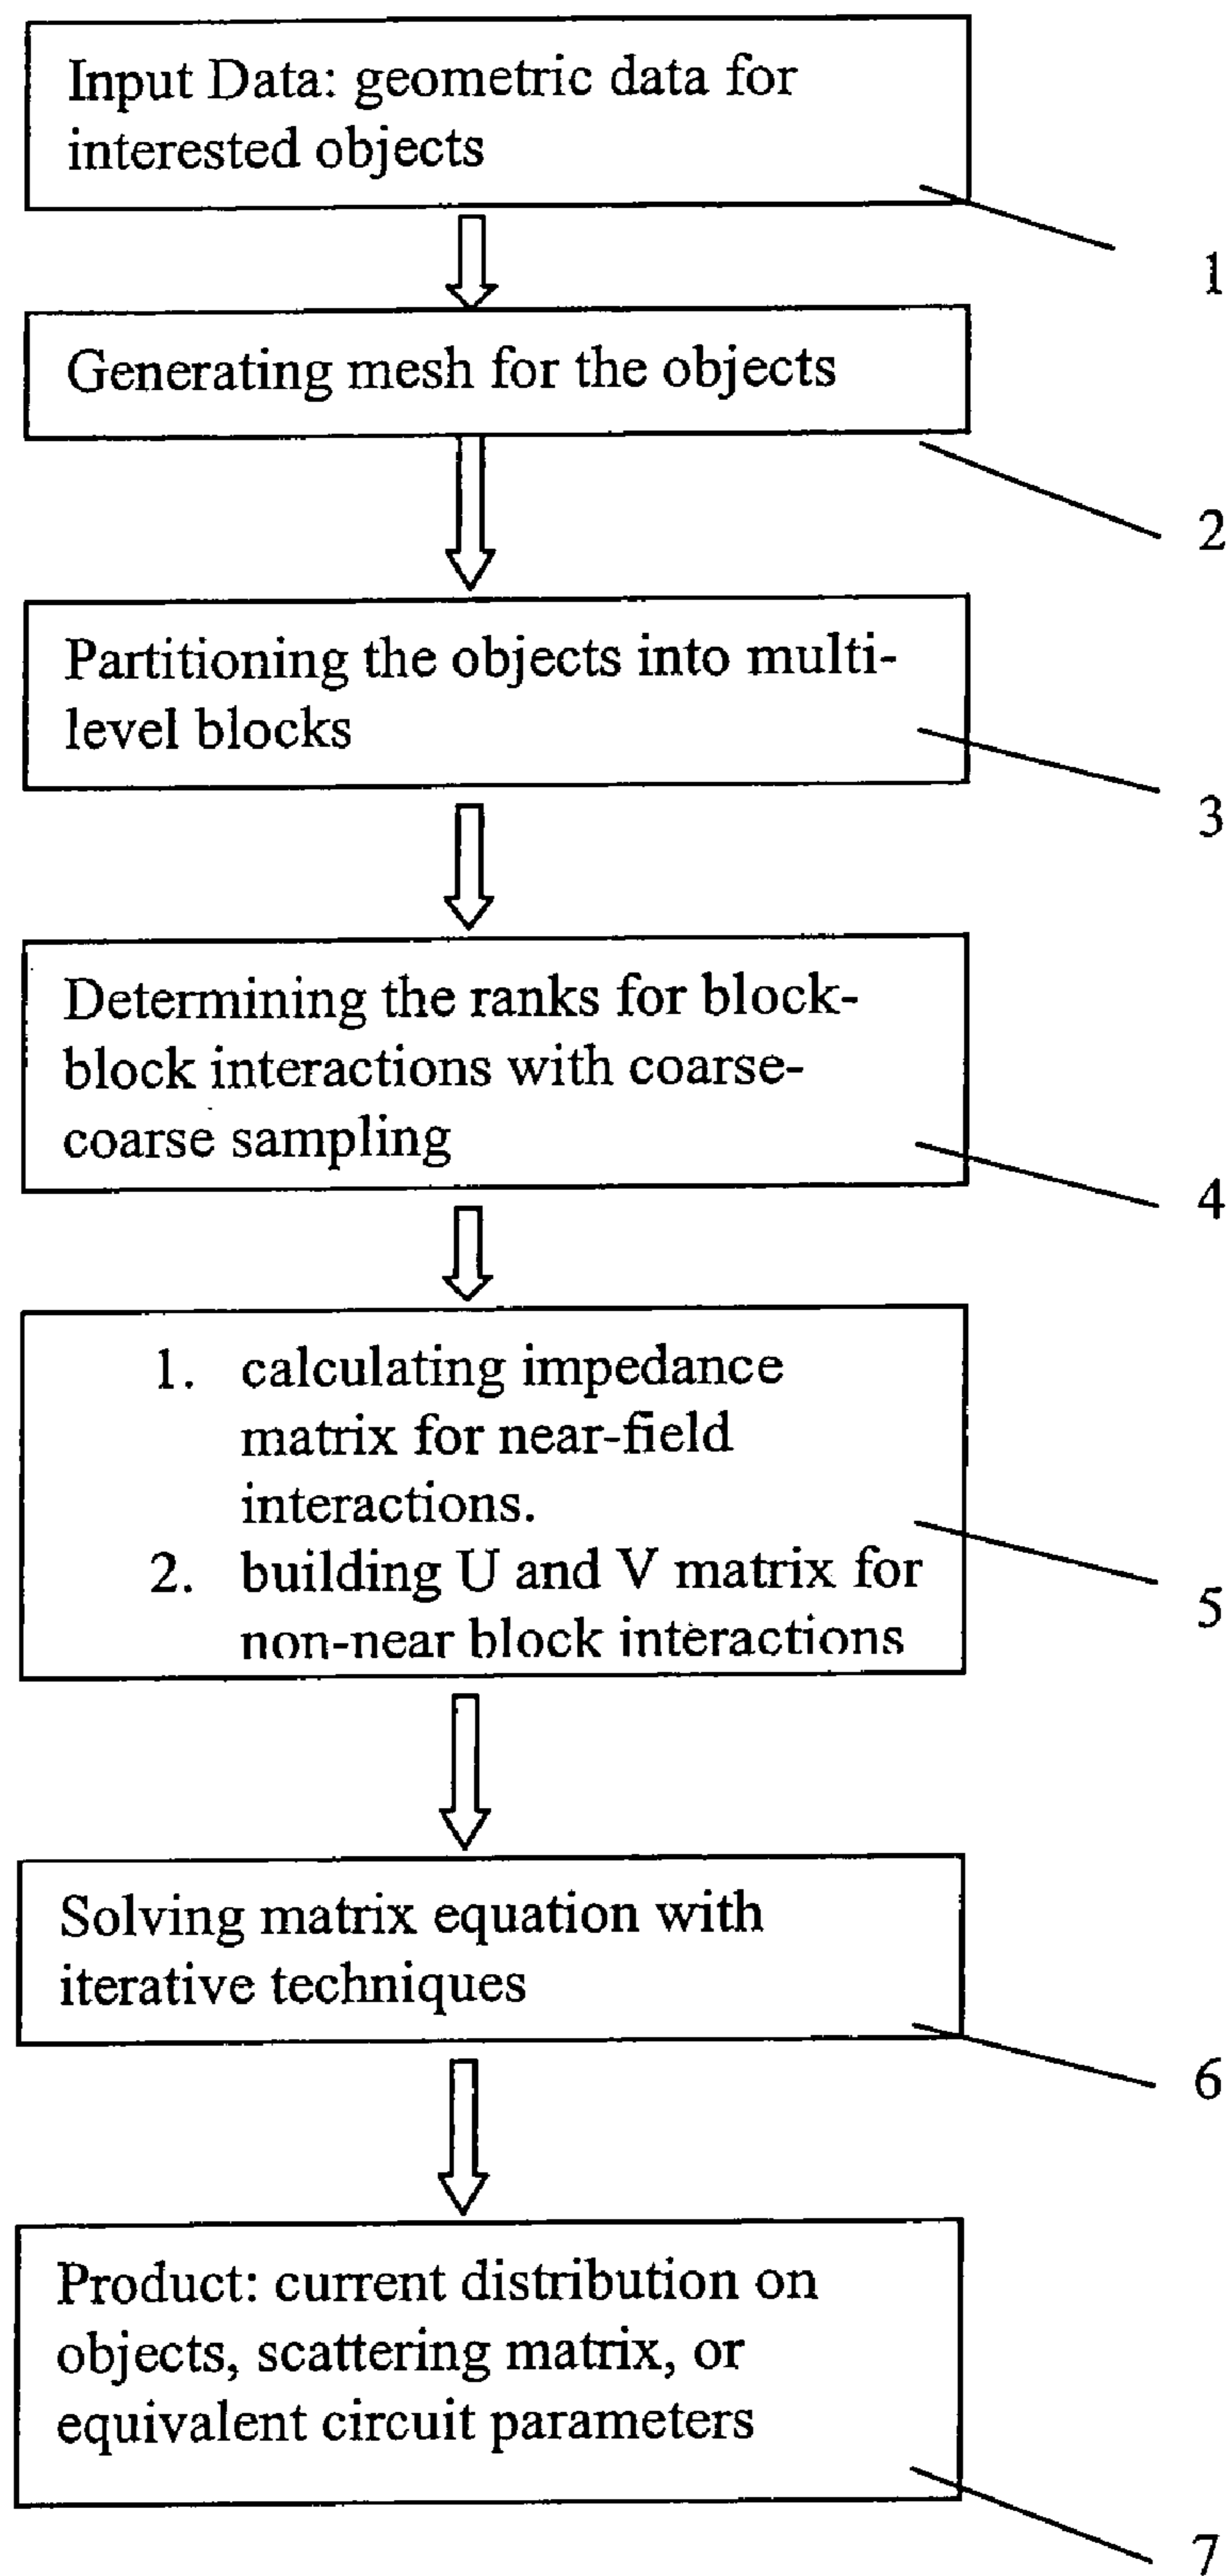 Input Data: geometric data for
interested objects
1
Generating mesh for the objects
2
Partitioning the objects into multi-
level blocks
3
Determining the ranks for block-
block interactions with coarse-
coarse sampling
4
1. calculating impedance
matrix for near-field
interactions.
2. building U and V matrix for
non-near block interactions
5
Solving matrix equation with
iterative techniques
6
Product: current distribution on
objects, scattering matrix, or
equivalent circuit parameters
7